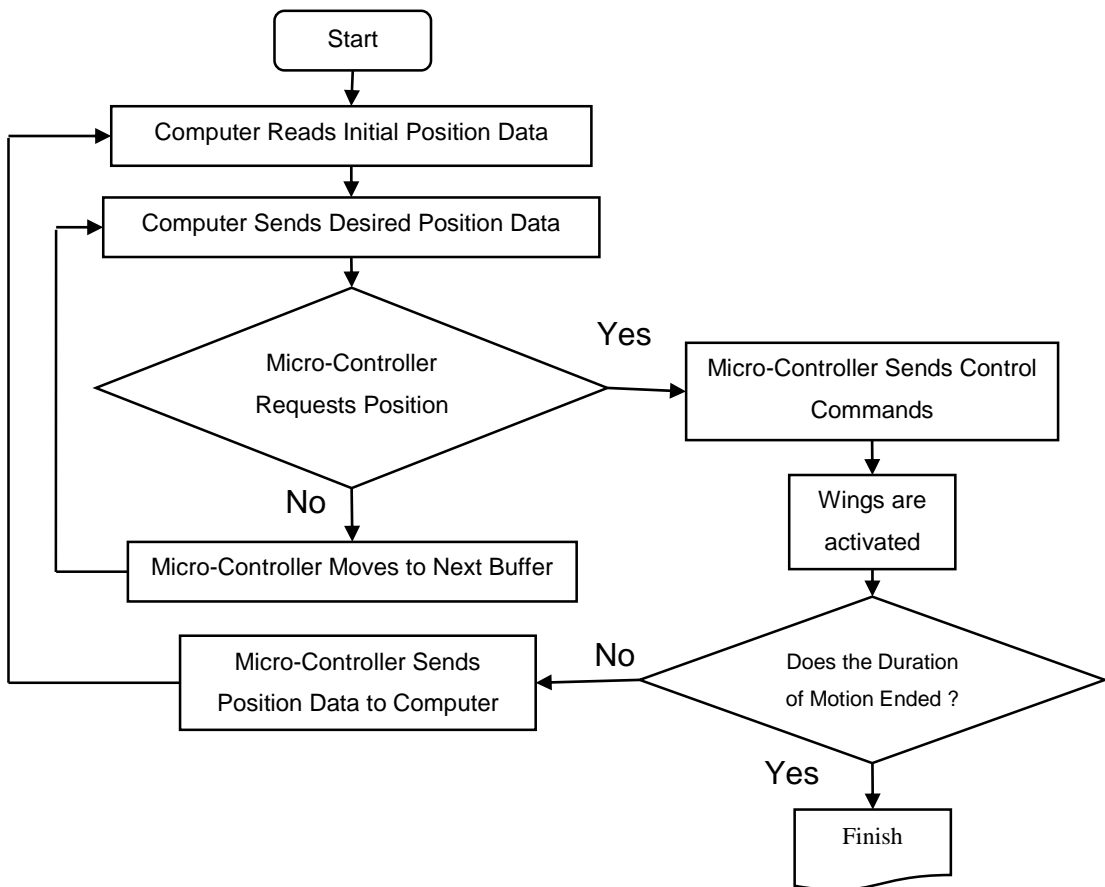 Start
Computer Reads Initial Position Data
Computer Sends Desired Position Data
Micro-Controller
Requests Position
Yes
Micro-Controller Sends Control
Commands
No
Wings are
activated
Micro-Controller Moves to Next Buffer
Does the Duration
of Motion Ended ?
No
Micro-Controller Sends
Position Data to Computer
Yes
Finish